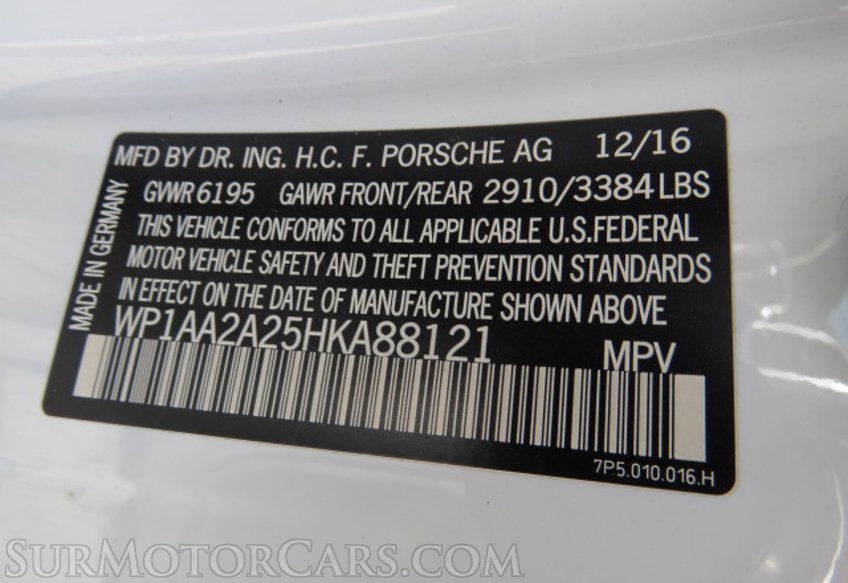 MFD BY DR. ING. H.C. F. PORSCHE AG 12/16
GVWR 6195 GAWR FRONT/REAR 2910/3384 LBS
THIS VEHICLE CONFORMS TO ALL APPLICABLE U.S.FEDERAL
MOTOR VEHICLE SAFETY AND THEFT PREVENTION STANDARDS
IN EFFECT ON THE DATE OF MANUFACTURE SHOWN ABOVE
MADE IN GERMANY
WP1AA2A25HKA88121 MPV
7P5.010.016.H
SurMotorCars.com